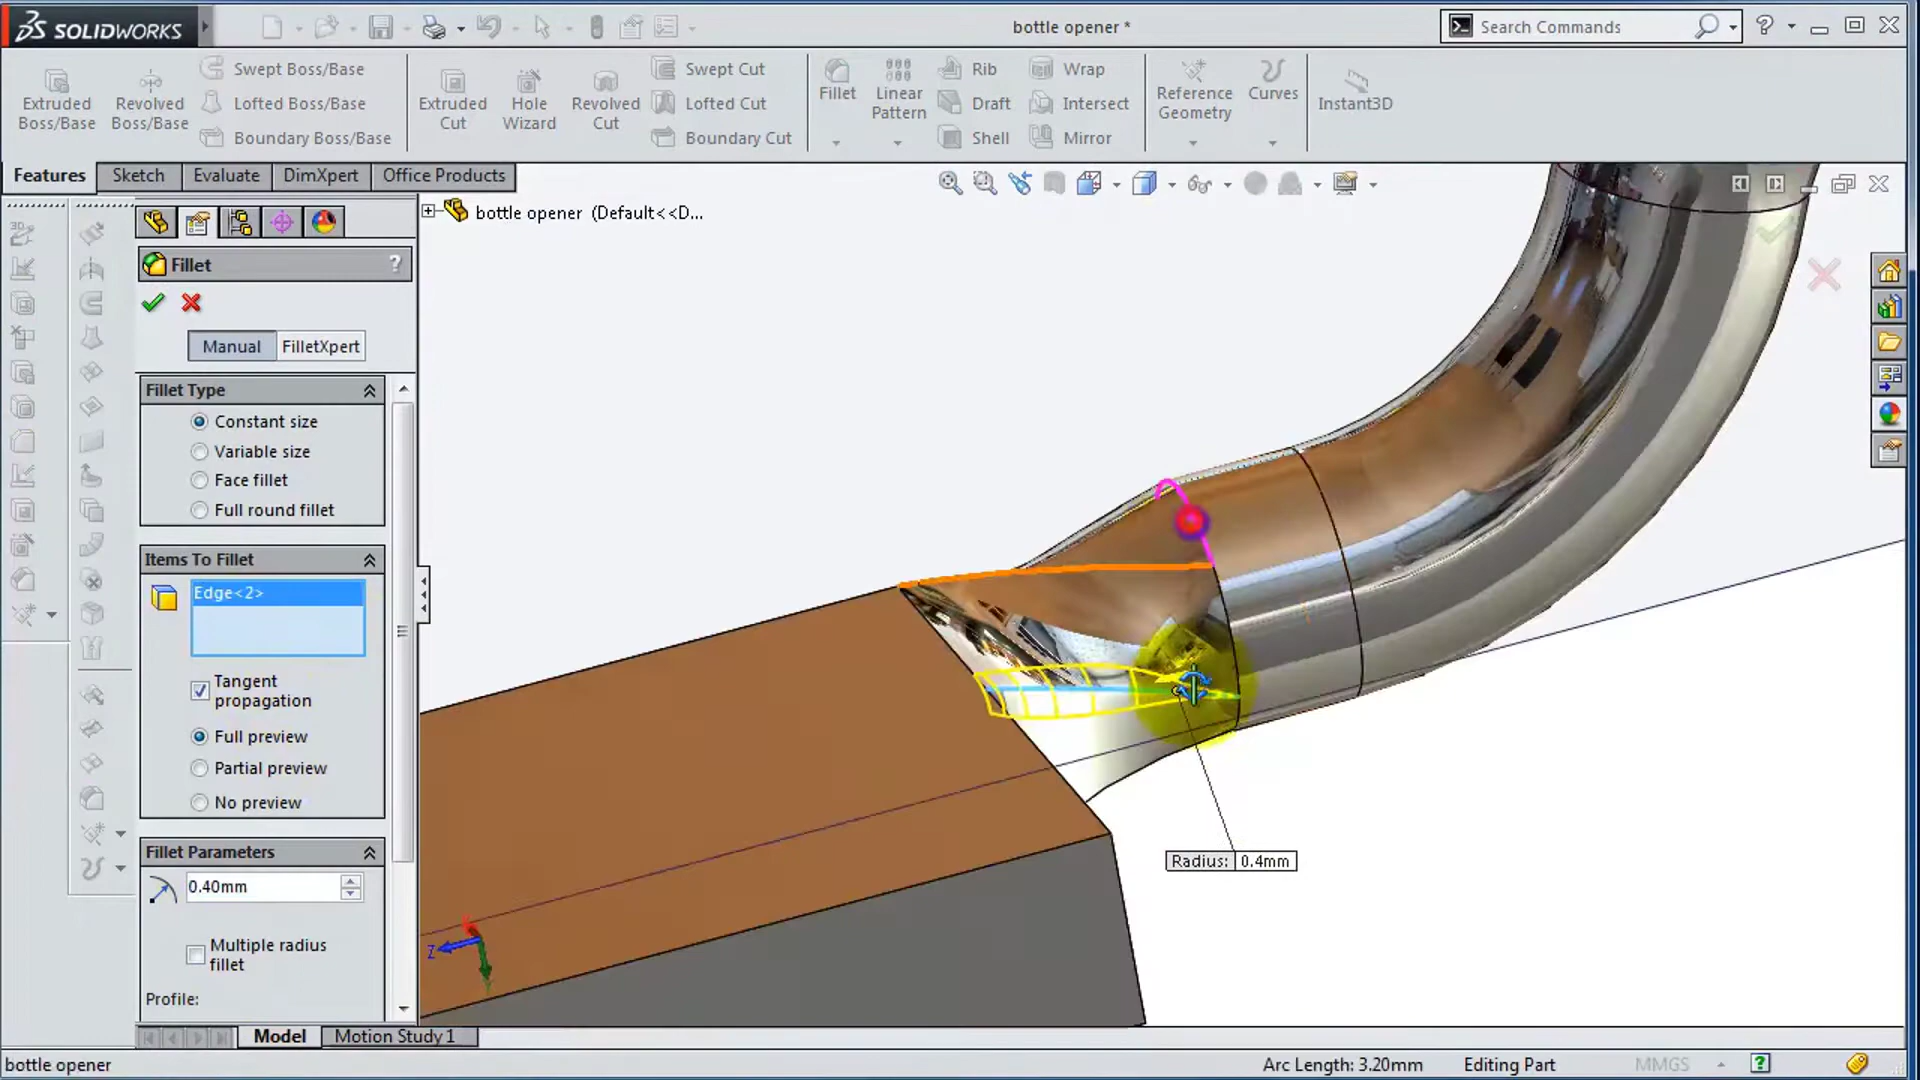 SOLIDWORKS
bottle opener *
Search Commands
Extruded Boss/Base
Revolved Boss/Base
Swept Boss/Base
Lofted Boss/Base
Boundary Boss/Base
Extruded Cut
Hole Wizard
Revolved Cut
Swept Cut
Lofted Cut
Boundary Cut
Fillet
Linear Pattern
Rib
Draft
Shell
Wrap
Intersect
Mirror
Reference Geometry
Curves
Instant3D
Features
Sketch
Evaluate
DimXpert
Office Products
bottle opener (Default<<D...
Fillet
?
Manual
FilletXpert
Fillet Type
Constant size
Variable size
Face fillet
Full round fillet
Items To Fillet
Edge<2>
Tangent
propagation
Full preview
Partial preview
No preview
Fillet Parameters
0.40mm
Multiple radius
fillet
Profile:
Radius: 0.4mm
Z
Model
Motion Study 1
bottle opener
Arc Length: 3.20mm
Editing Part
MMGS
?